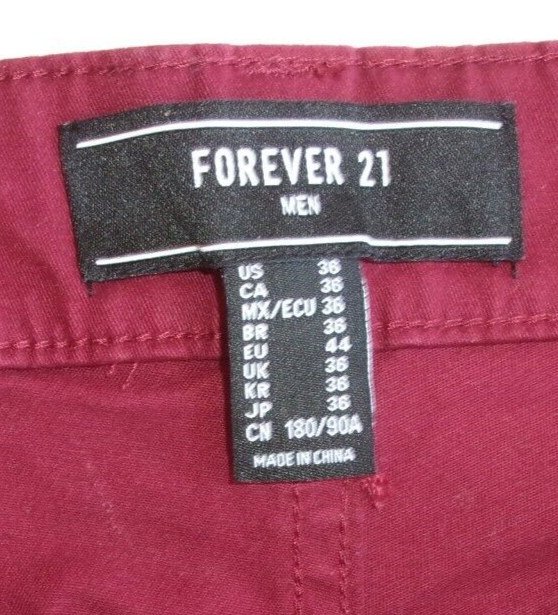 FOREVER 21
MEN
US 36
CA 36
MX/ECU 36
BR 36
EU 44
UK 36
KR 36
JP 36
CN 180/90A
MADE IN CHINA